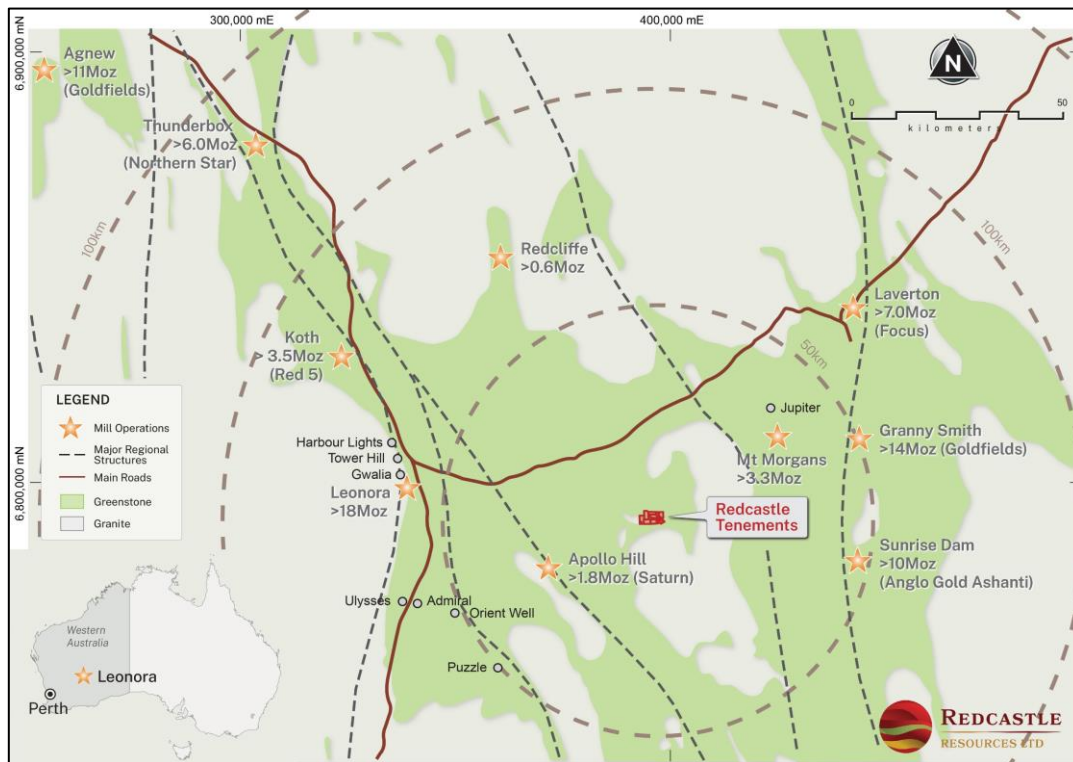 300,000 mE
400,000 mE
6,900,000 mN
6,800,000 mN
Agnew
>11Moz
(Goldfields)
Thunderbox
>6.0Moz
(Northern Star)
N
0
50
kilometers
100km
100km
Redcliffe
>0.6Moz
Laverton
>7.0Moz
(Focus)
50km
Koth
> 3.5Moz
(Red 5)
LEGEND
Mill Operations
Major Regional
Structures
Main Roads
Greenstone
Granite
Jupiter
Harbour Lights
Tower Hill
Gwalia
Leonora
>18Moz
Mt Morgans
>3.3Moz
Granny Smith
>14Moz (Goldfields)
Redcastle
Tenements
Apollo Hill
>1.8Moz (Saturn)
Sunrise Dam
>10Moz
(Anglo Gold Ashanti)
Ulysses
Admiral
Orient Well
Puzzle
Western
Australia
Leonora
Perth
REDCASTLE
RESOURCES LTD